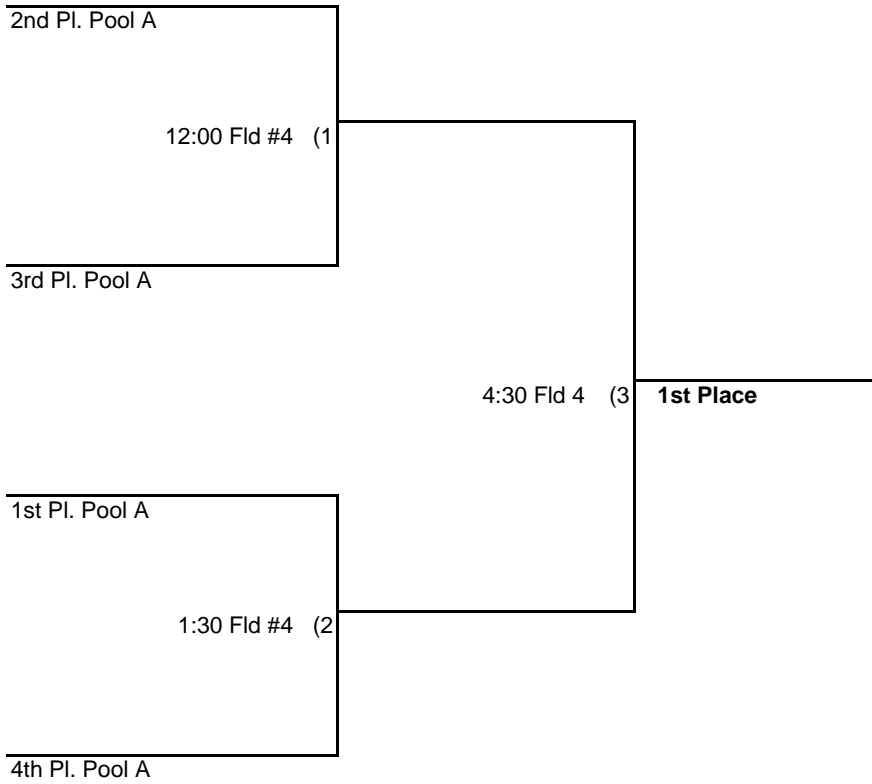 2nd Pl. Pool A
12:00 Fld #4 (1
3rd Pl. Pool A
4:30 Fld 4 (3 1st Place
1st Pl. Pool A
1:30 Fld #4 (2
4th Pl. Pool A